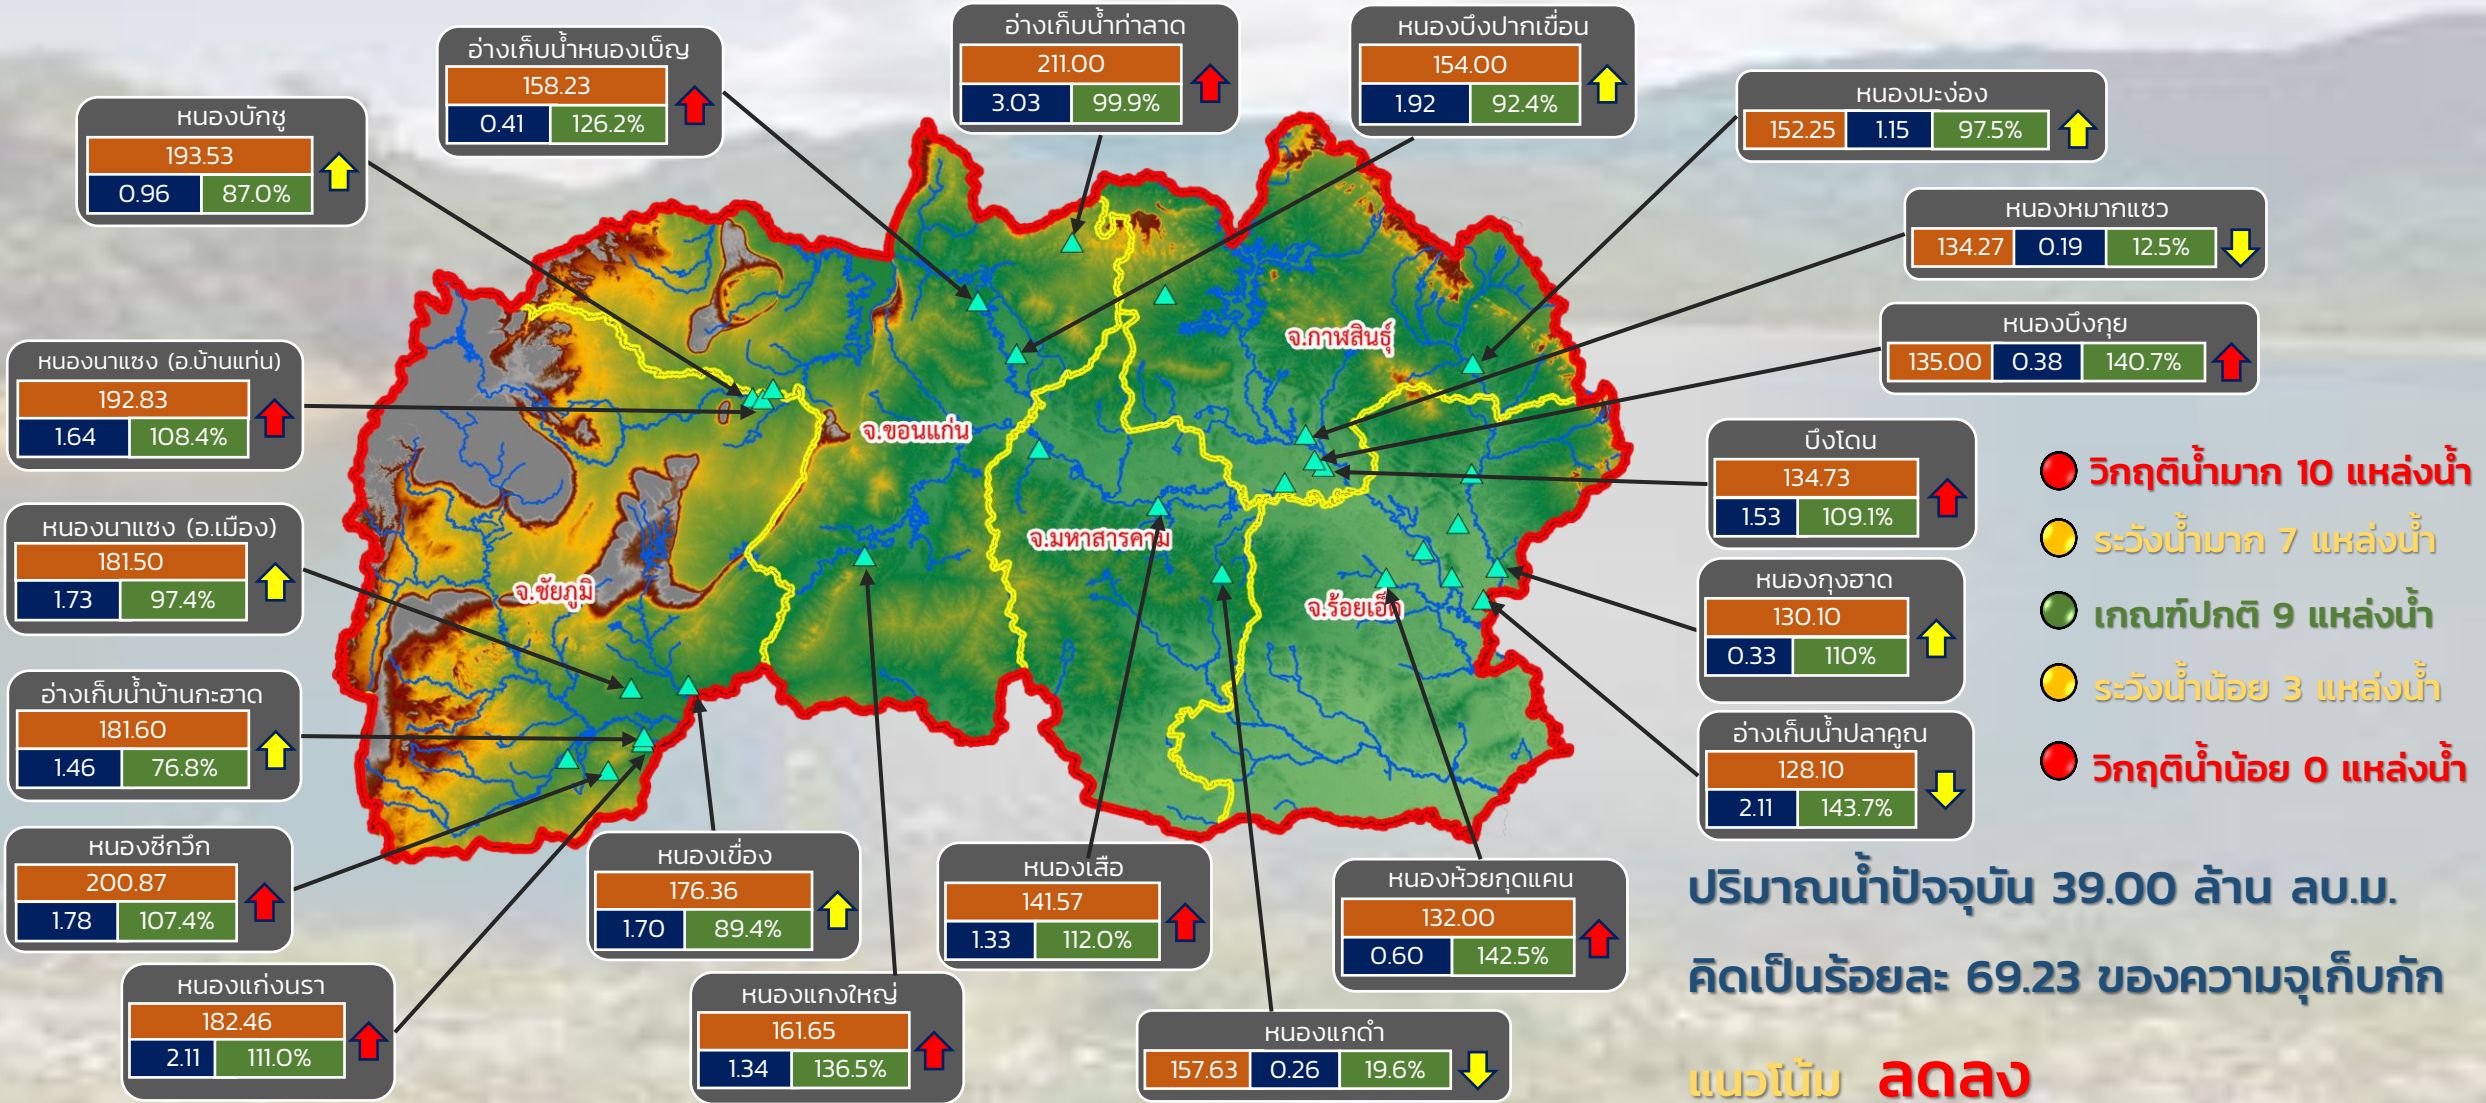 อ่างเก็บน้ำท่าลาด
211.00
3.03 99.9%
หนองบึงปากเขื่อน
154.00
1.92 92.4%
อ่างเก็บน้ำหนองเบ็ญ
158.23
0.41 126.2%
หนองมะง่อง
152.25 1.15 97.5%
หนองบักชู
193.53
0.96 87.0%
หนองหมากแซว
134.27 0.19 12.5%
หนองบึงกุย
135.00 0.38 140.7%
จ.กาฬสินธุ์
หนองนาแซง (อ.บ้านแท่น)
192.83
1.64 108.4%
จ.ขอนแก่น
บึงโดน
134.73
1.53 109.1%
วิกฤติน้ำมาก 10 แหล่งน้ำ
ระวังน้ำมาก 7 แหล่งน้ำ
เกณฑ์ปกติ 9 แหล่งน้ำ
ระวังน้ำน้อย 3 แหล่งน้ำ
วิกฤติน้ำน้อย 0 แหล่งน้ำ
หนองนาแซง (อ.เมือง)
181.50
1.73 97.4%
จ.มหาสารคาม
จ.ชัยภูมิ
จ.ร้อยเอ็ด
หนองกุงฮาด
130.10
0.33 110%
อ่างเก็บน้ำบ้านกะฮาด
181.60
1.46 76.8%
อ่างเก็บน้ำปลาคูณ
128.10
2.11 143.7%
หนองซีกวึก
200.87
1.78 107.4%
หนองเขื่อง
176.36
1.70 89.4%
หนองเสือ
141.57
1.33 112.0%
หนองห้วยกุดแคน
132.00
0.60 142.5%
หนองแก่งนรา
182.46
2.11 111.0%
หนองแกงใหญ่
161.65
1.34 136.5%
หนองแกดำ
157.63 0.26 19.6%
ปริมาณน้ำปัจจุบัน 39.00 ล้าน ลบ.ม.
คิดเป็นร้อยละ 69.23 ของความจุเก็บกัก
แนวโน้ม ลดลง